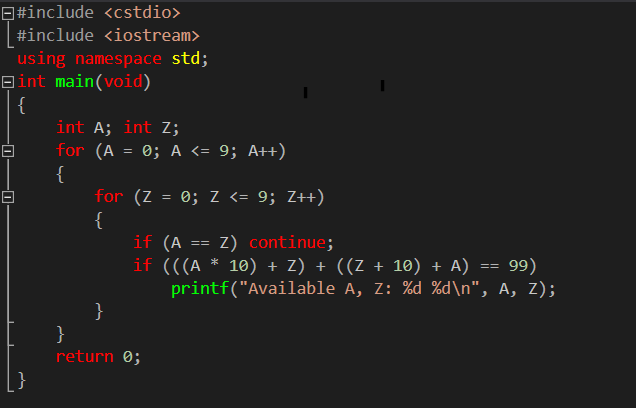 #include <cstdio>
#include <iostream>
using namespace std;
int main(void)
{
    int A; int Z;
    for (A = 0; A <= 9; A++)
    {
        for (Z = 0; Z <= 9; Z++)
        {
            if (A == Z) continue;
            if (((A * 10) + Z) + ((Z + 10) + A) == 99)
                printf("Available A, Z: %d %d\n", A, Z);
        }
    }
    return 0;
}